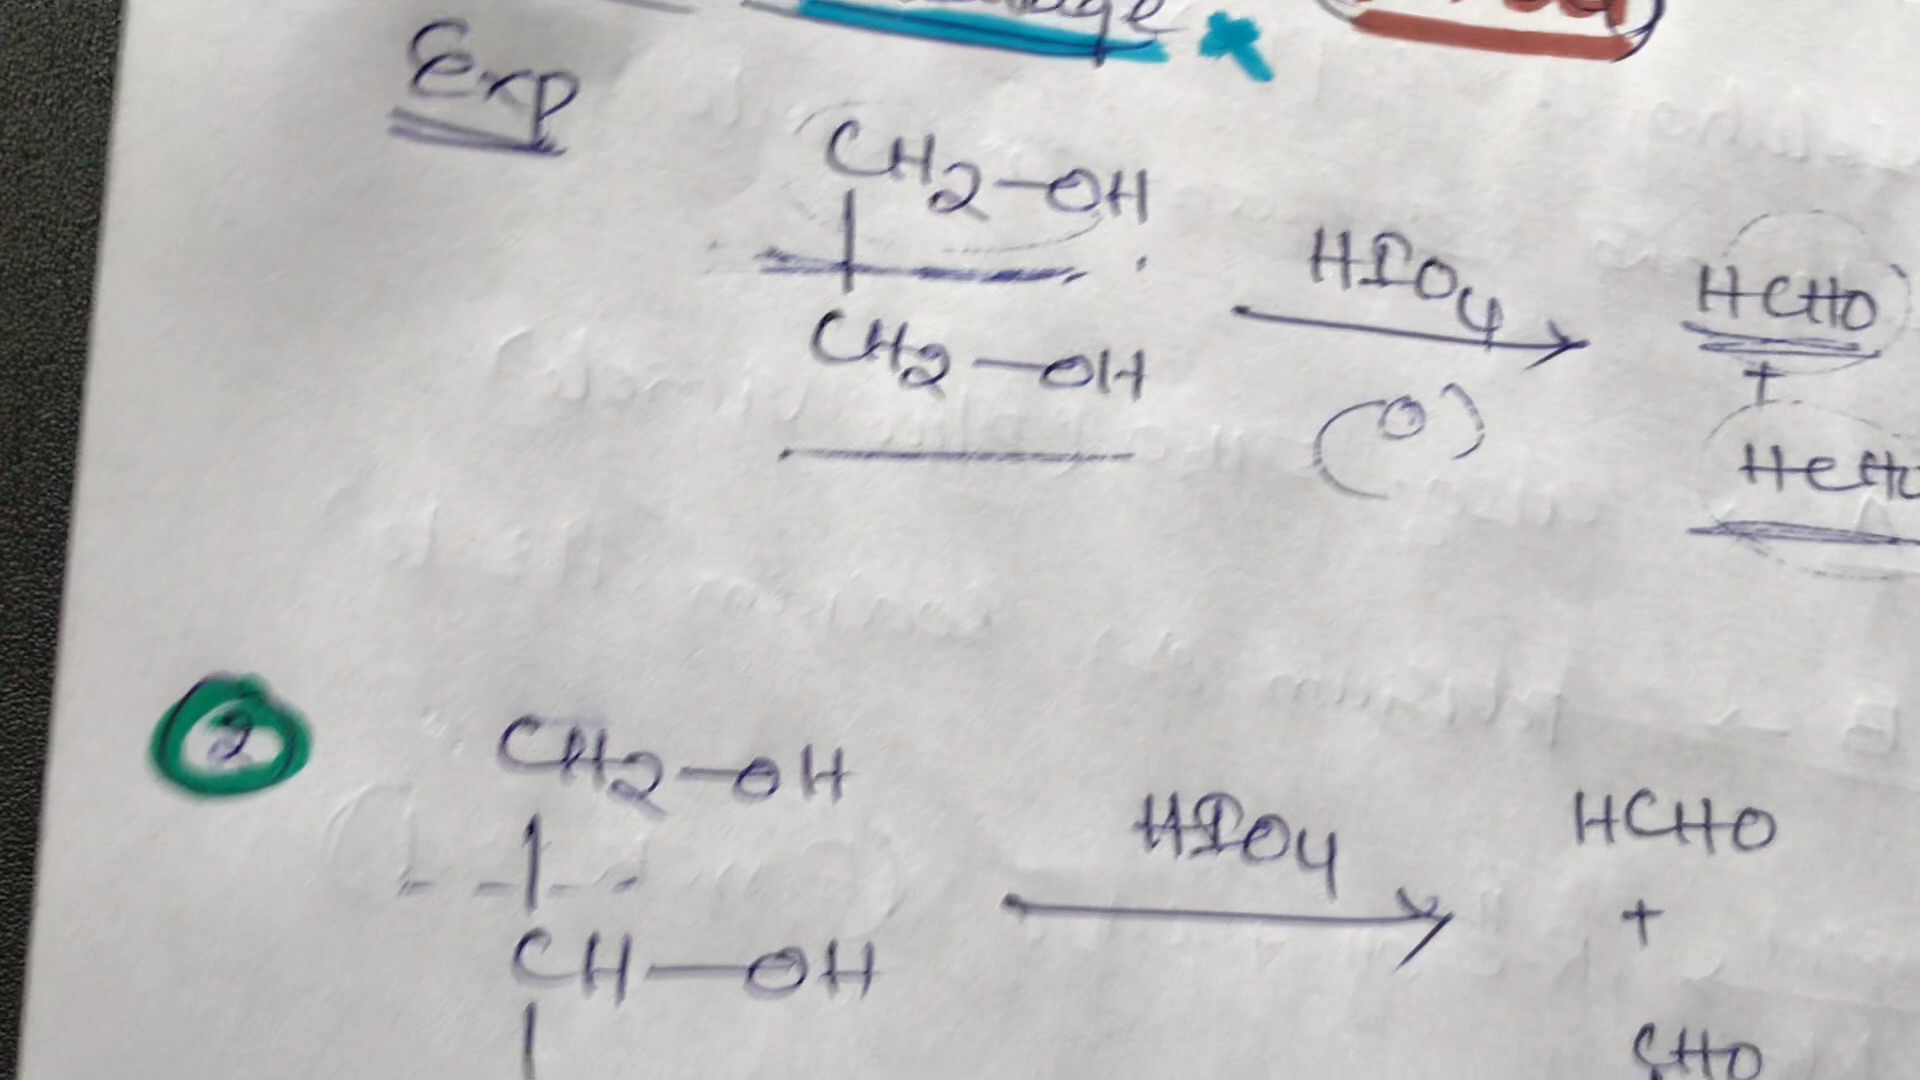 Exp
CH2-OH
|
CH2-OH
HIO4
(O)
HCHO
+
HCHO
2
CH2-OH
|
CH-OH
|
HIO4
HCHO
+
CHO